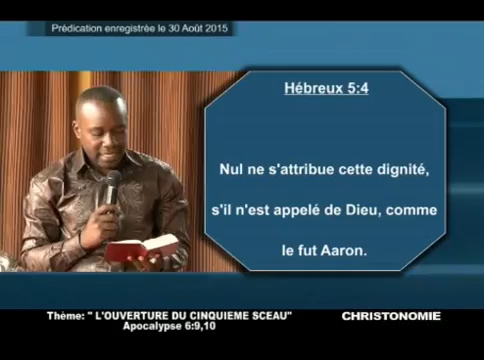 Prédication enregistrée le 30 Août 2015
Hébreux 5:4
Nul ne s'attribue cette dignité,
s'il n'est appelé de Dieu, comme
le fut Aaron.
Thème: " L'OUVERTURE DU CINQUIEME SCEAU"
Apocalypse 6:9,10
CHRISTONOMIE